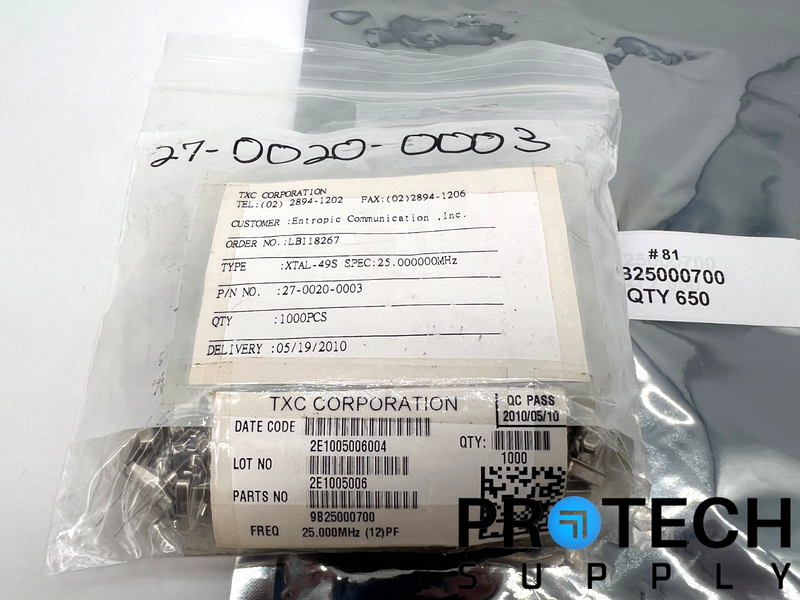 27-0020-0003
TXC CORPORATION
TEL:(02) 2894-1202 FAX:(02)2894-1206
CUSTOMER :Entropic Communication ,Inc.
ORDER NO.:LB118267
TYPE :XTAL-49S SPEC:25.000000MHz
P/N NO. :27-0020-0003
QTY :1000PCS
DELIVERY :05/19/2010
TXC CORPORATION
QC PASS
2010/05/10
DATE CODE
2E1005006004
QTY:
1000
LOT NO
2E1005006
PARTS NO
9B25000700
FREQ 25.000MHz (12)PF
#81
B25000700
QTY 650
PROTECH
SUPPLY